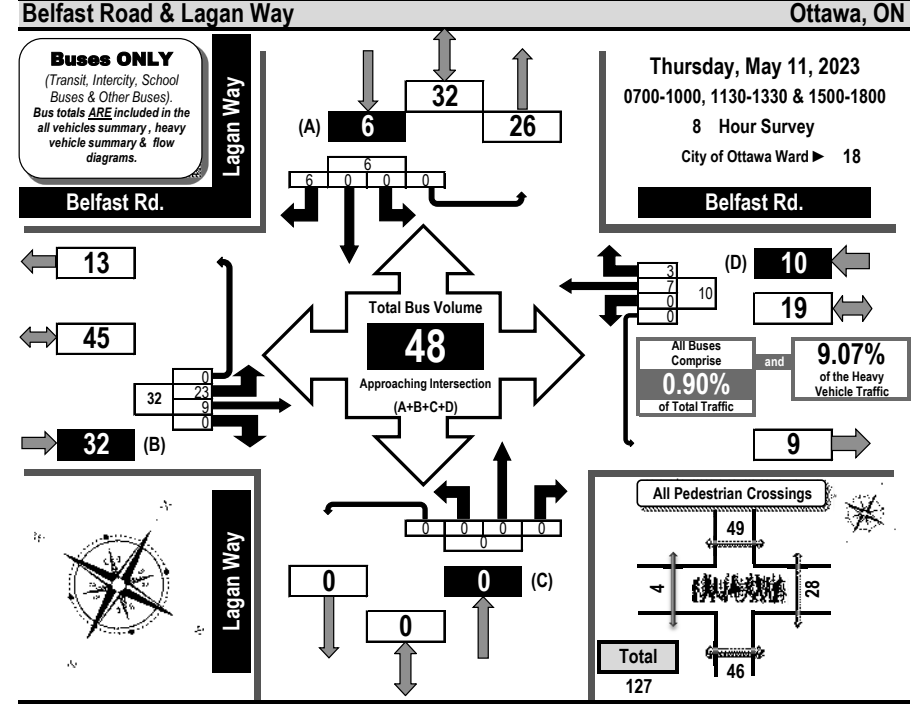 Belfast Road & Lagan Way Ottawa, ON
Buses ONLY
(Transit, Intercity, School
Buses & Other Buses).
Bus totals ARE included in the
all vehicles summary , heavy
vehicle summary & flow
diagrams.
Lagan Way
Belfast Rd.
32
(A) 6 26
6
6 0 0 0
Thursday, May 11, 2023
0700-1000, 1130-1330 & 1500-1800
8 Hour Survey
City of Ottawa Ward ► 18
Belfast Rd.
13
45
0
23
9
0
32
32 (B)
Total Bus Volume
48
Approaching Intersection
(A+B+C+D)
3
7
0
0
10
(D) 10
19
All Buses
Comprise
0.90%
of Total Traffic
and
9.07%
of the Heavy
Vehicle Traffic
9
Lagan Way
0 0 0 0
0
0 0 (C)
0
All Pedestrian Crossings
49
4
28
46
Total
127